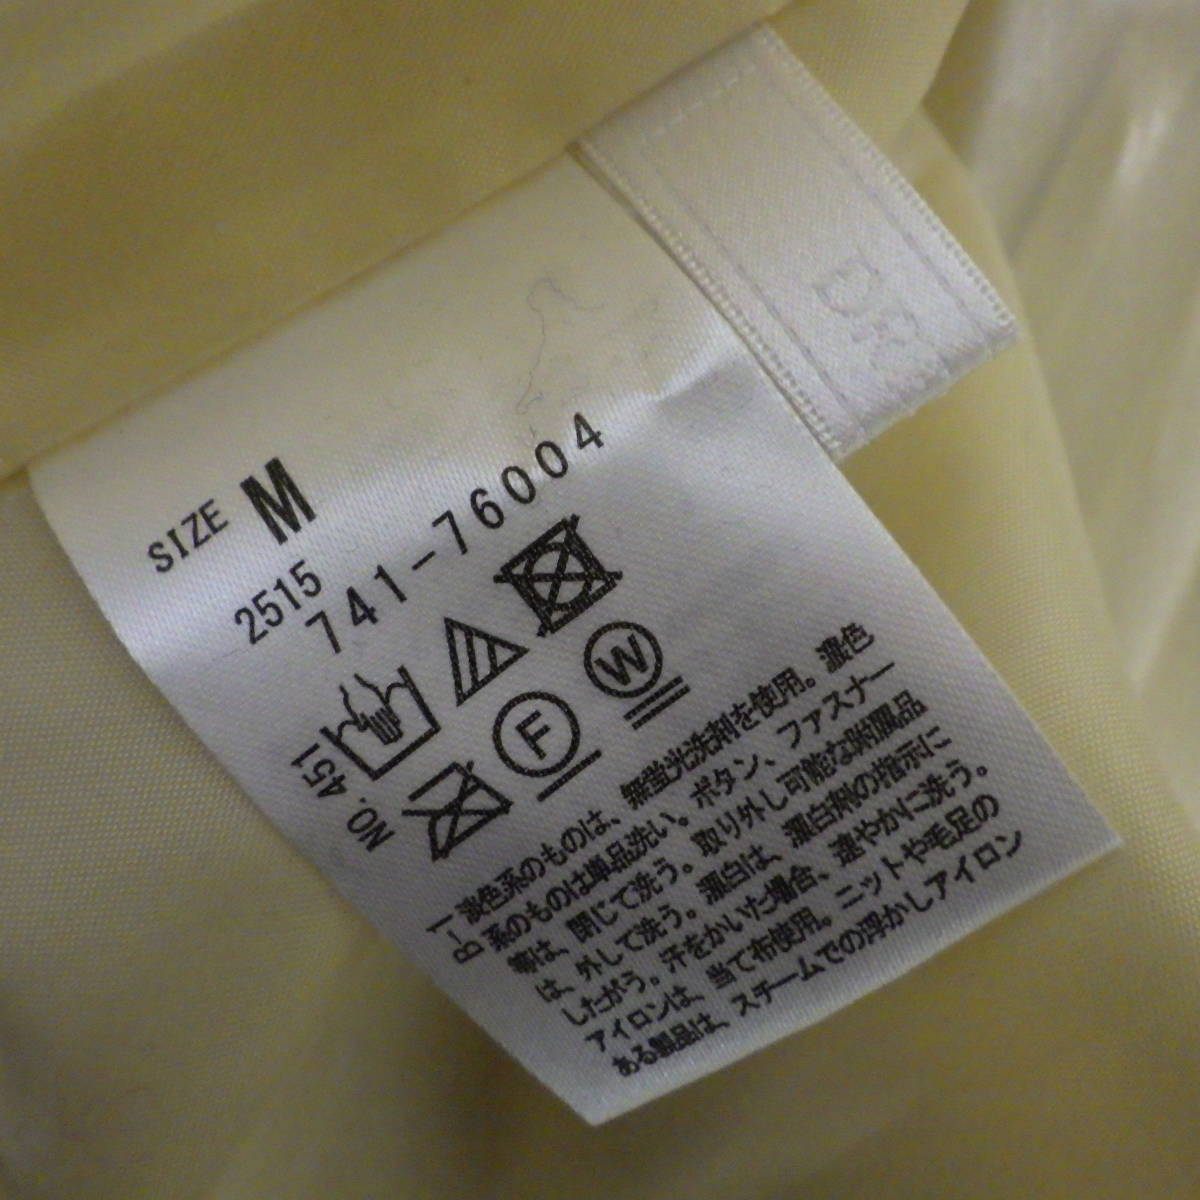 SIZE M
2515
741-76004
NO.451
F
W
B-1 淡色系のものは、無蛍光洗剤を使用。濃色
系のものは単品洗い。ボタン、ファスナー
等は、閉じて洗う。取り外し可能な附属品
は、外して洗う。漂白は、漂白剤の指示に
したがう。汗をかいた場合、速やかに洗う。
アイロンは、当て布使用。ニットや毛足の
ある製品は、スチームでの浮かしアイロン